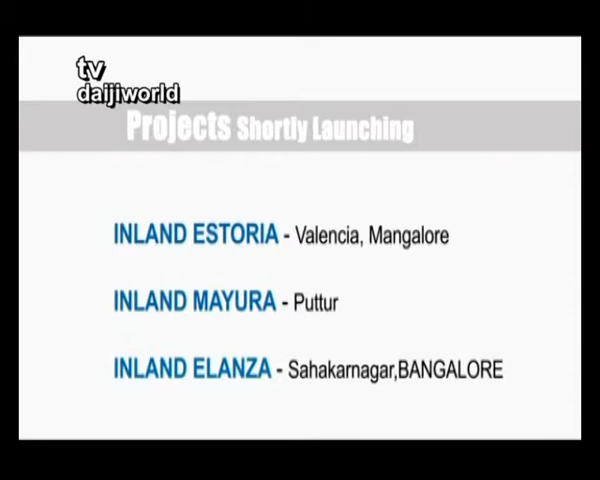 tv
daijiworld
Projects Shortly Launching
INLAND ESTORIA - Valencia, Mangalore
INLAND MAYURA - Puttur
INLAND ELANZA - Sahakarnagar,BANGALORE